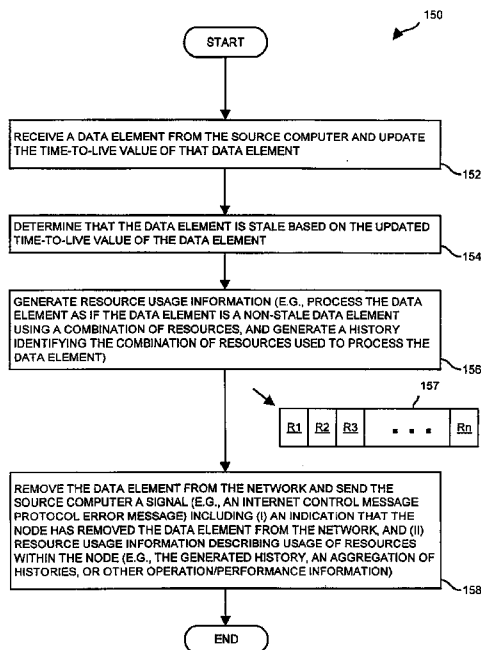 150
START
RECEIVE A DATA ELEMENT FROM THE SOURCE COMPUTER AND UPDATE
THE TIME-TO-LIVE VALUE OF THAT DATA ELEMENT
152
DETERMINE THAT THE DATA ELEMENT IS STALE BASED ON THE UPDATED
TIME-TO-LIVE VALUE OF THE DATA ELEMENT
154
GENERATE RESOURCE USAGE INFORMATION (E.G., PROCESS THE DATA
ELEMENT AS IF THE DATA ELEMENT IS A NON-STALE DATA ELEMENT
USING A COMBINATION OF RESOURCES, AND GENERATE A HISTORY
IDENTIFYING THE COMBINATION OF RESOURCES USED TO PROCESS THE
DATA ELEMENT)
156
157
R1 R2 R3 ... Rn
REMOVE THE DATA ELEMENT FROM THE NETWORK AND SEND THE
SOURCE COMPUTER A SIGNAL (E.G., AN INTERNET CONTROL MESSAGE
PROTOCOL ERROR MESSAGE) INCLUDING (I) AN INDICATION THAT THE
NODE HAS REMOVED THE DATA ELEMENT FROM THE NETWORK, AND (II)
RESOURCE USAGE INFORMATION DESCRIBING USAGE OF RESOURCES
WITHIN THE NODE (E.G., THE GENERATED HISTORY, AN AGGREGATION OF
HISTORIES, OR OTHER OPERATION/PERFORMANCE INFORMATION)
158
END